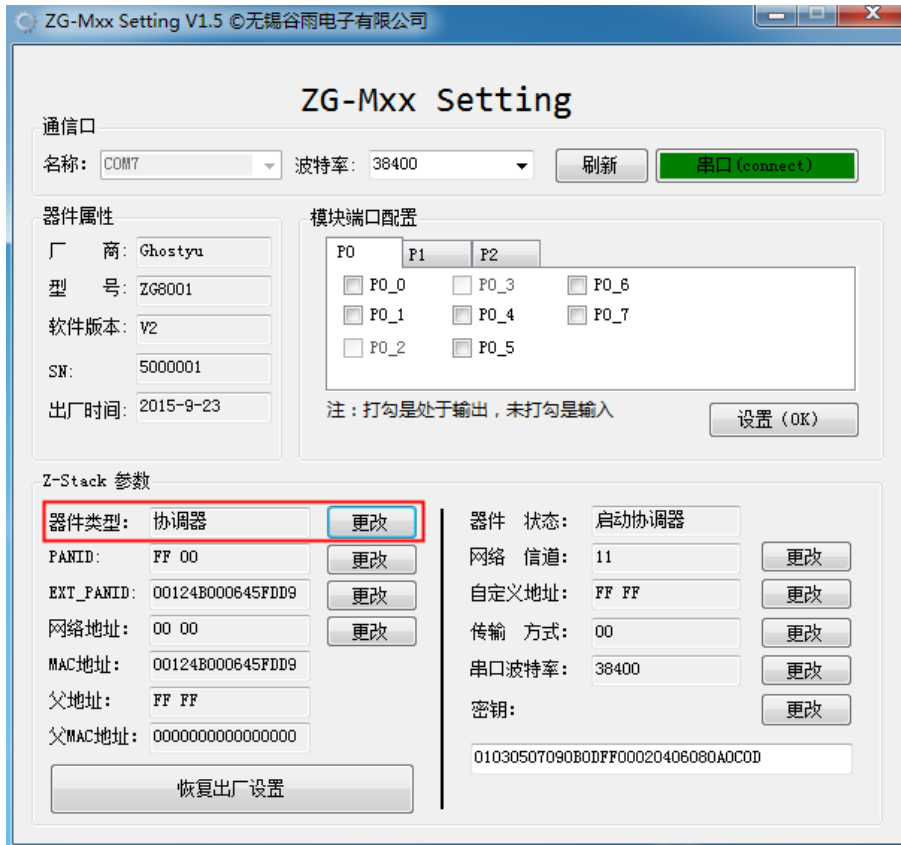 ZG-Mxx Setting V1.5 ©无锡谷雨电子有限公司
ZG-Mxx Setting
通信口
名称: COM7 波特率: 38400 刷新 串口(connect)
器件属性
厂 商: Ghostyu
型 号: ZG8001
软件版本: V2
SN: 5000001
出厂时间: 2015-9-23
模块端口配置
P0 P1 P2
P0_0 P0_3 P0_6
P0_1 P0_4 P0_7
P0_2 P0_5
注:打勾是处于输出,未打勾是输入
设置(OK)
Z-Stack 参数
器件类型: 协调器 更改
PANID: FF 00 更改
EXT_PANID: 00124B000645FDD9 更改
网络地址: 00 00 更改
MAC地址: 00124B000645FDD9
父地址: FF FF
父MAC地址: 0000000000000000
恢复出厂设置
器件 状态: 启动协调器
网络 信道: 11 更改
自定义地址: FF FF 更改
传输 方式: 00 更改
串口波特率: 38400 更改
密钥: 更改
01030507090B0DFF00020406080A0C0D